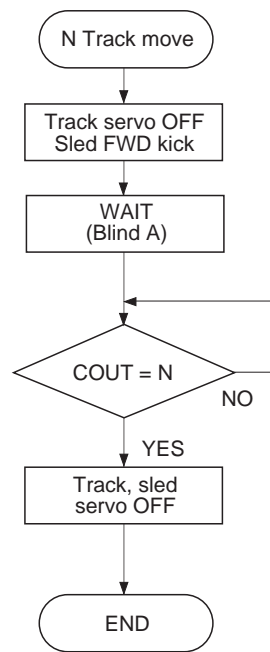 N Track move
Track servo OFF
Sled FWD kick
WAIT
(Blind A)
COUT = N
NO
YES
Track, sled
servo OFF
END